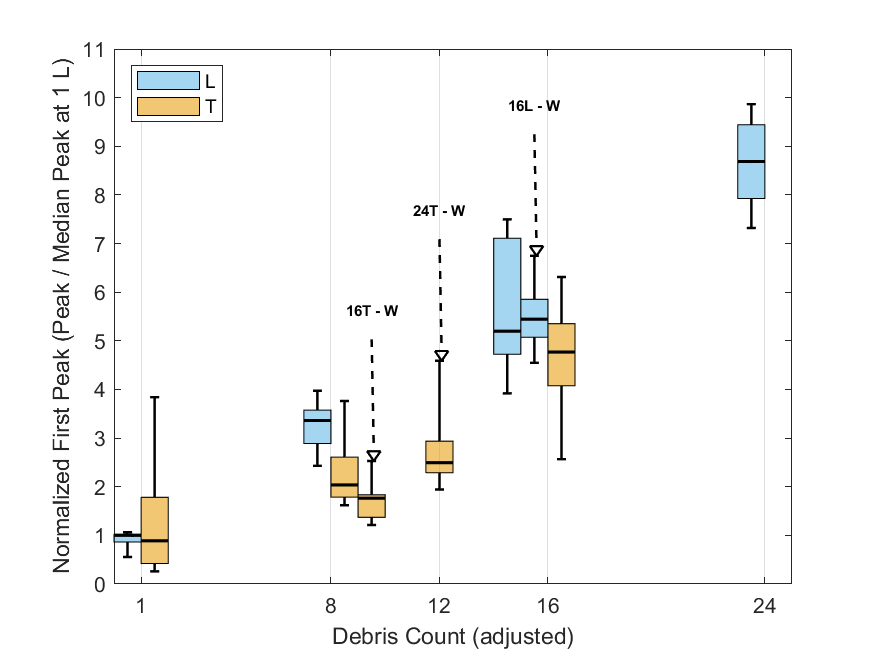 11
10
9
8
7
6
5
4
3
2
1
0
Normalized First Peak (Peak / Median Peak at 1 L)
L
T
16L - W
24T - W
16T - W
1 8 12 16 24
Debris Count (adjusted)